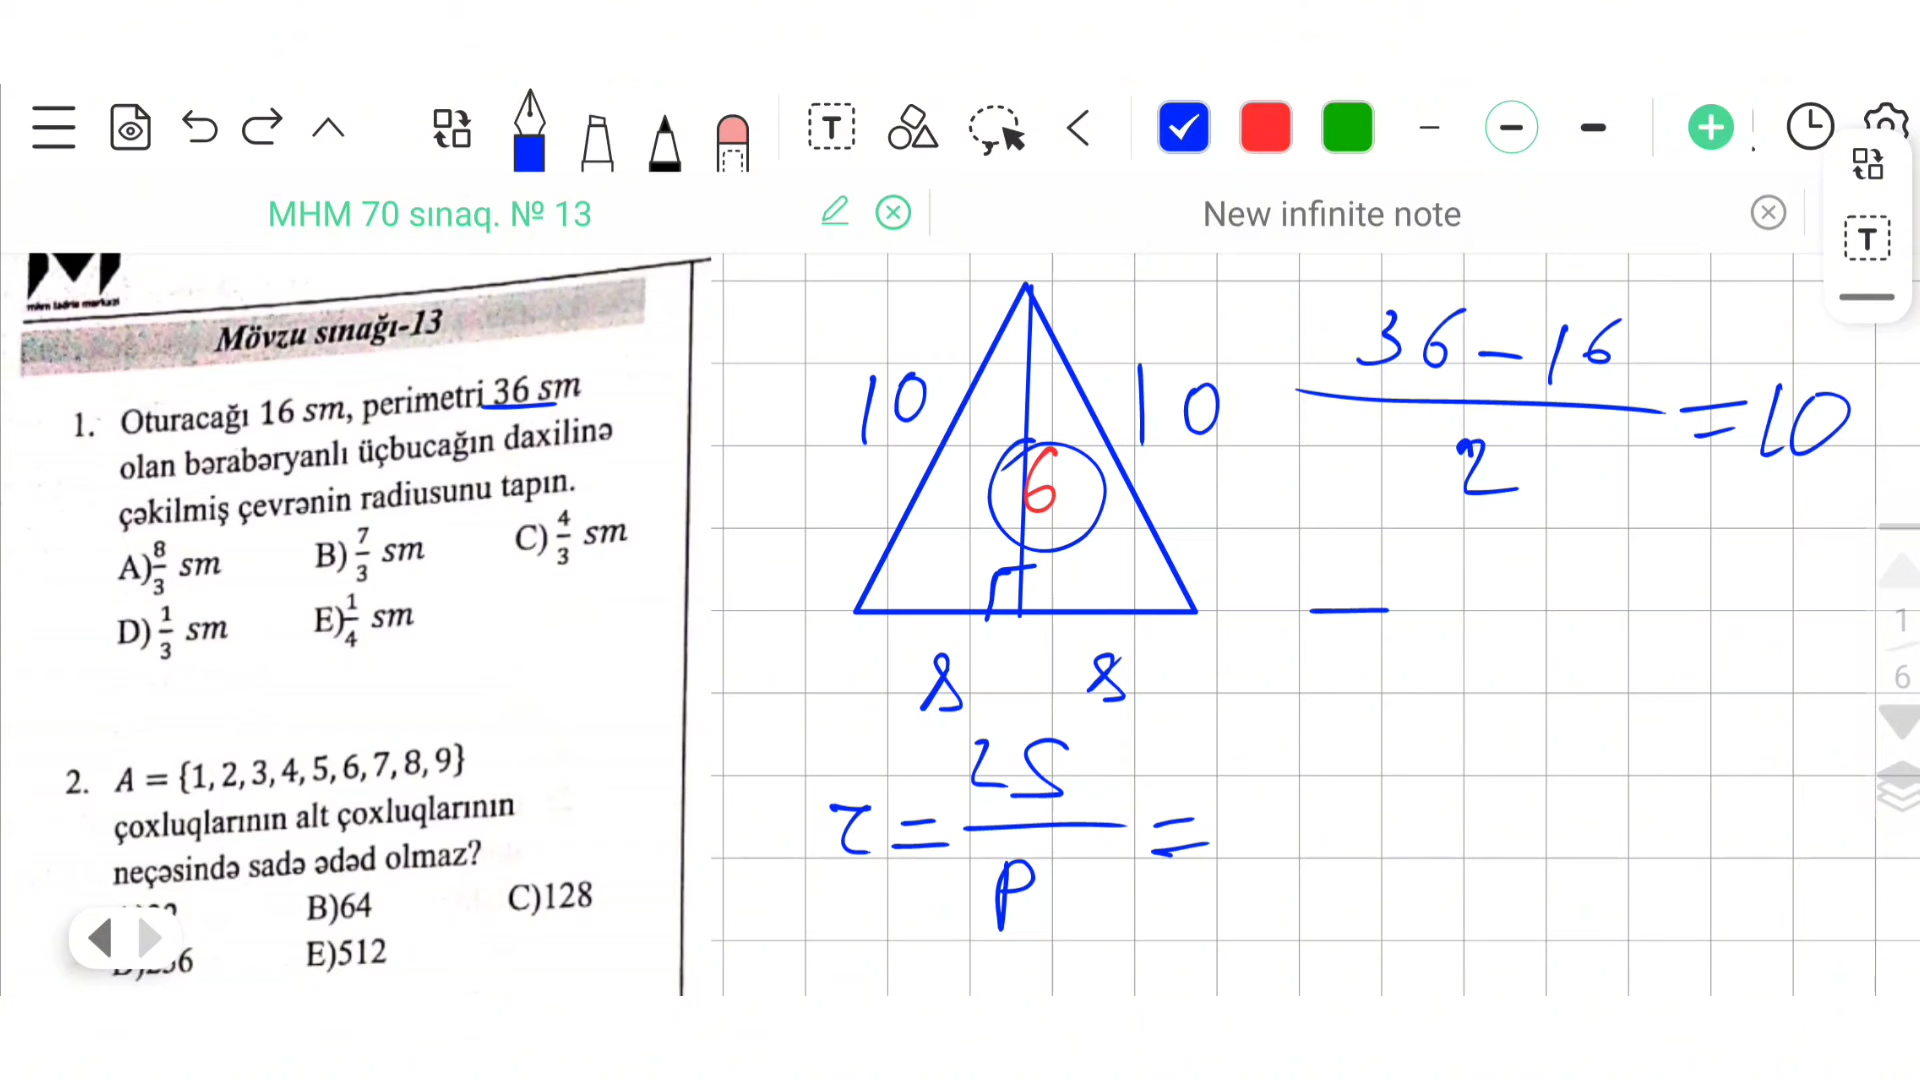 T
MHM 70 sınaq. № 13
New infinite note
T
mhm tədris mərkəzi
Mövzu sınağı-13
1. Oturacağı 16 sm, perimetri 36 sm
olan bərabəryanlı üçbucağın daxilinə
çəkilmiş çevrənin radiusunu tapın.
A) 8/3 sm B) 7/3 sm C) 4/3 sm
D) 1/3 sm E) 1/4 sm
2. A = {1, 2, 3, 4, 5, 6, 7, 8, 9}
çoxluqlarının alt çoxluqlarının
neçəsində sadə ədəd olmaz?
B)64 C)128
E)512
10 10
6
8 8
r = 2S/P =
36 - 16
2
= 10
1
6